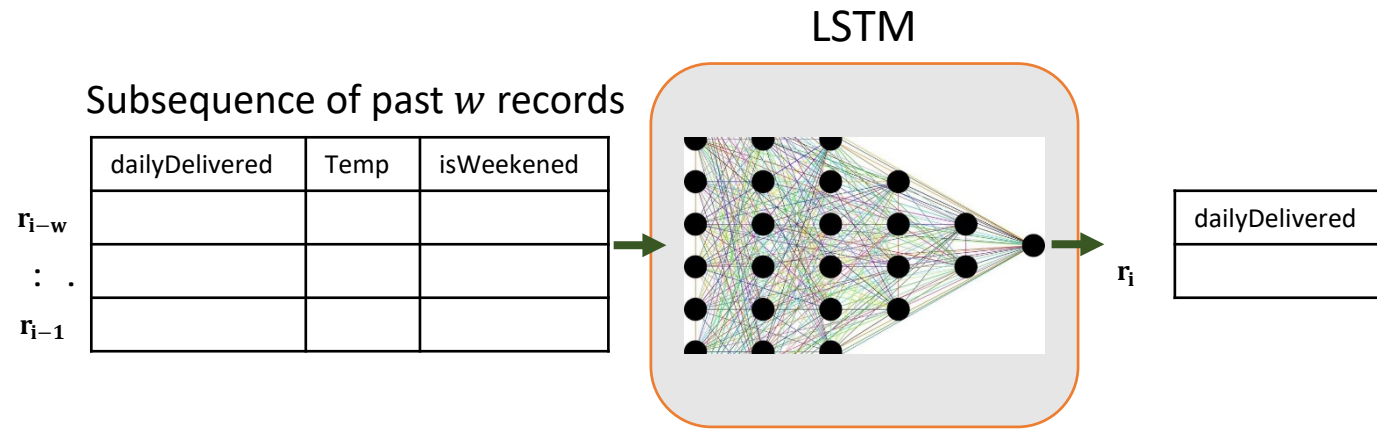 LSTM
Subsequence of past w records
dailyDelivered Temp isWeekened
r_{i−w}
: .
r_{i−1}
dailyDelivered
r_i